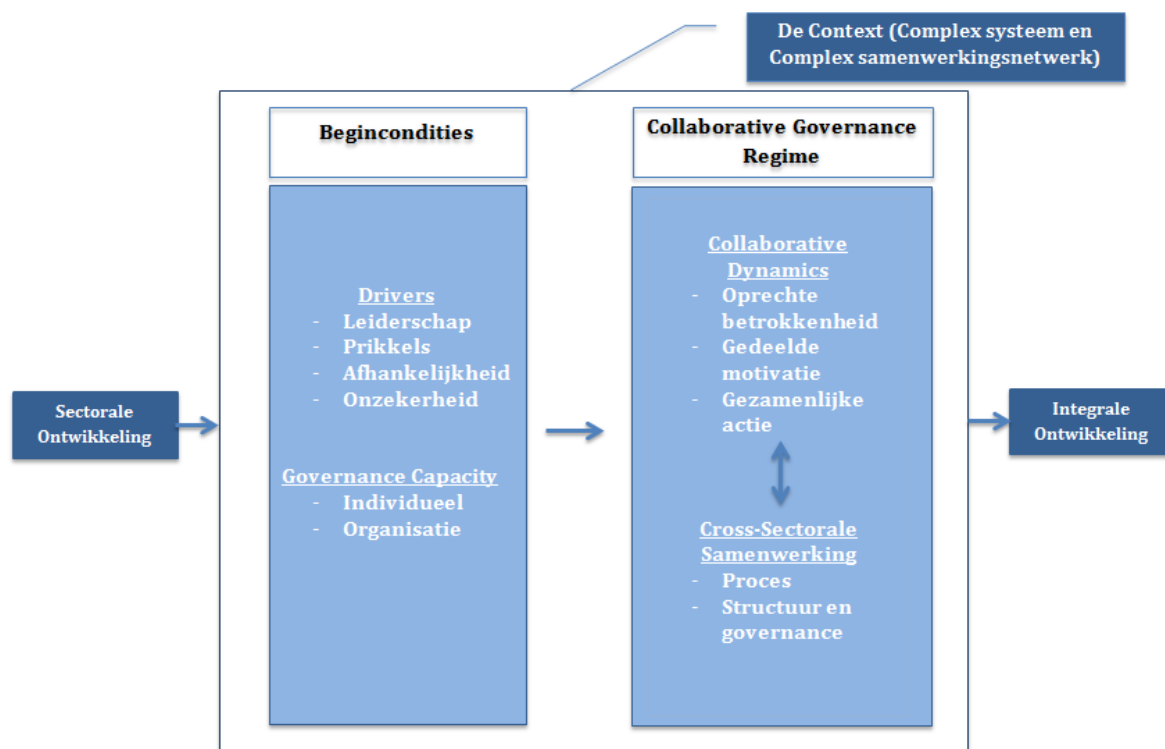 De Context (Complex systeem en
Complex samenwerkingsnetwerk)
Begincondities
Collaborative Governance
Regime
Sectorale
Ontwikkeling
Drivers
- Leiderschap
- Prikkels
- Afhankelijkheid
- Onzekerheid
Governance Capacity
- Individueel
- Organisatie
Collaborative
Dynamics
- Oprechte
betrokkenheid
- Gedeelde
motivatie
- Gezamenlijke
actie
Cross-Sectorale
Samenwerking
- Proces
- Structuur en
governance
Integrale
Ontwikkeling